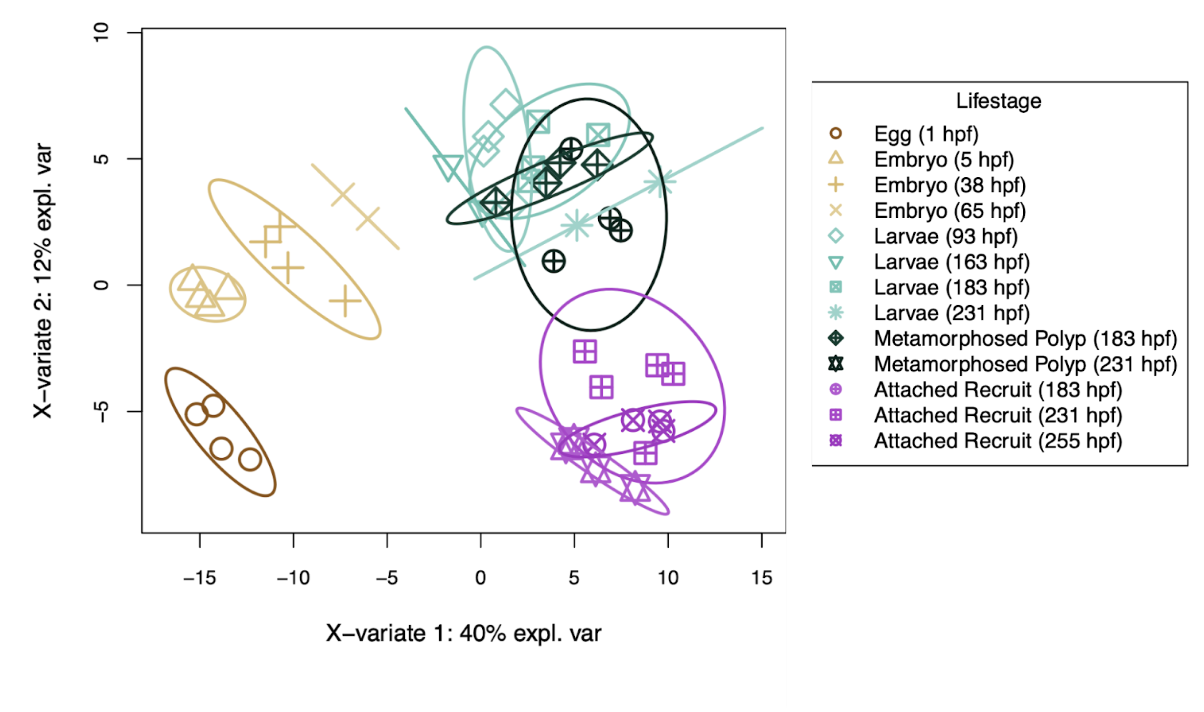 10
5
0
−5
X−variate 2: 12% expl. var
−15 −10 −5 0 5 10 15
X−variate 1: 40% expl. var
Lifestage
Egg (1 hpf)
Embryo (5 hpf)
Embryo (38 hpf)
Embryo (65 hpf)
Larvae (93 hpf)
Larvae (163 hpf)
Larvae (183 hpf)
Larvae (231 hpf)
Metamorphosed Polyp (183 hpf)
Metamorphosed Polyp (231 hpf)
Attached Recruit (183 hpf)
Attached Recruit (231 hpf)
Attached Recruit (255 hpf)